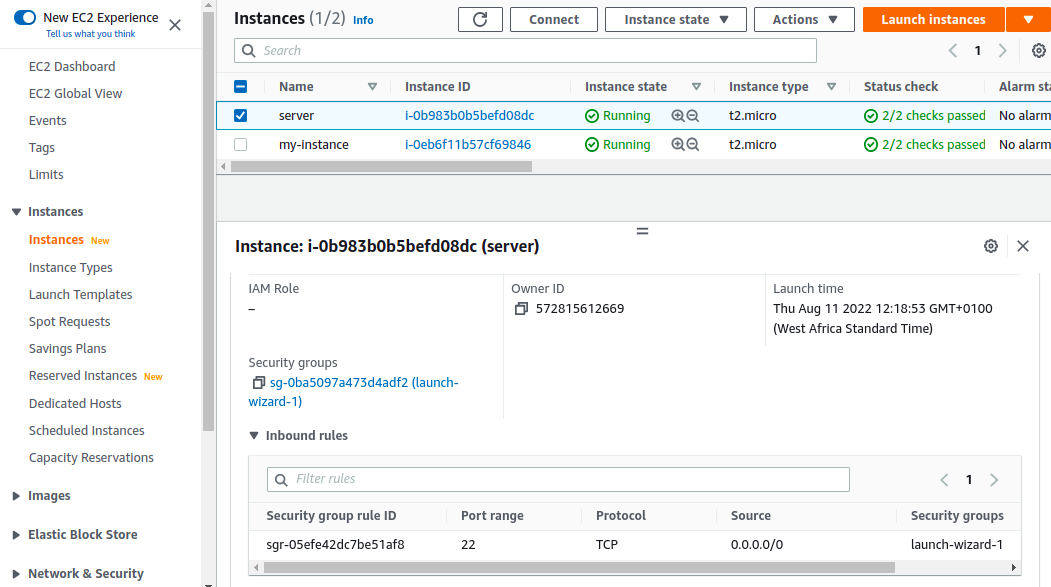 New EC2 Experience
Tell us what you think
EC2 Dashboard
EC2 Global View
Events
Tags
Limits
Instances
Instances New
Instance Types
Launch Templates
Spot Requests
Savings Plans
Reserved Instances New
Dedicated Hosts
Scheduled Instances
Capacity Reservations
Images
Elastic Block Store
Network & Security
Instances (1/2) Info
Connect
Instance state
Actions
Launch instances
Search
1
Name Instance ID Instance state Instance type Status check Alarm sta
server i-0b983b0b5befd08dc Running t2.micro 2/2 checks passed No alarm
my-instance i-0eb6f11b57cf69846 Running t2.micro 2/2 checks passed No alarm
Instance: i-0b983b0b5befd08dc (server)
IAM Role
–
Owner ID
572815612669
Launch time
Thu Aug 11 2022 12:18:53 GMT+0100
(West Africa Standard Time)
Security groups
sg-0ba5097a473d4adf2 (launch-
wizard-1)
Inbound rules
Filter rules
1
Security group rule ID Port range Protocol Source Security groups
sgr-05efe42dc7be51af8 22 TCP 0.0.0.0/0 launch-wizard-1